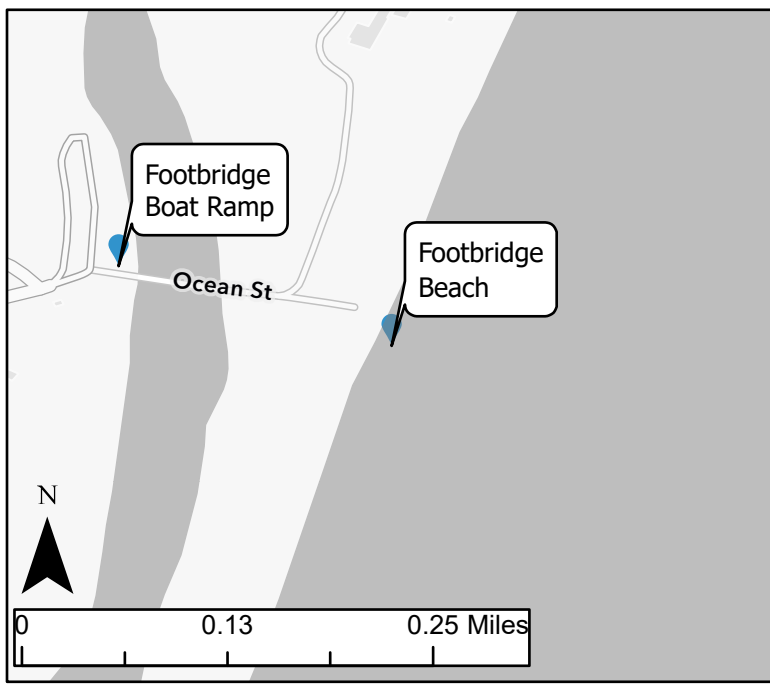 Footbridge
Boat Ramp
Footbridge
Beach
Ocean St
N
0 0.13 0.25 Miles